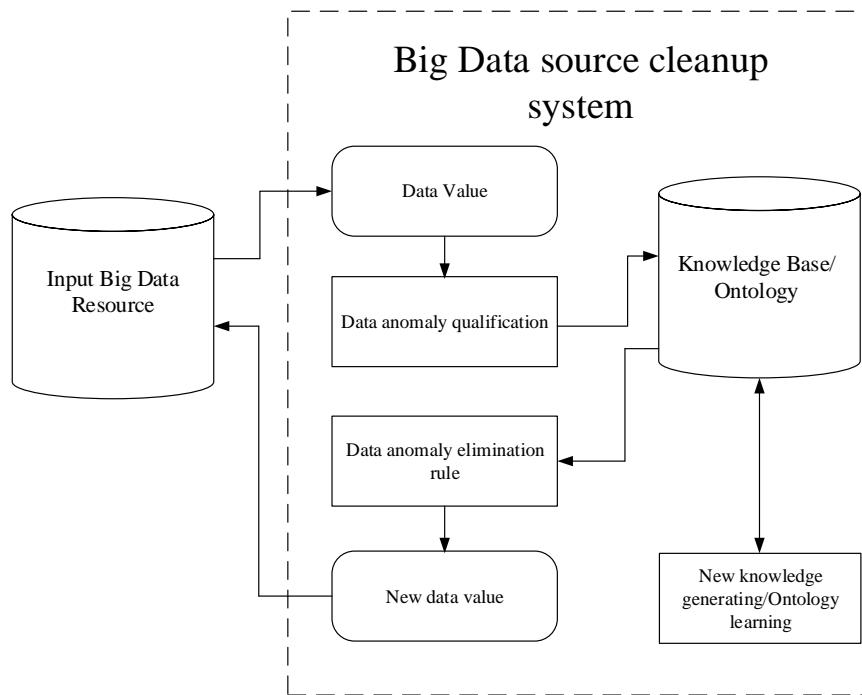 Big Data source cleanup
system
Data Value
Input Big Data
Resource
Knowledge Base/
Ontology
Data anomaly qualification
Data anomaly elimination
rule
New data value
New knowledge
generating/Ontology
learning